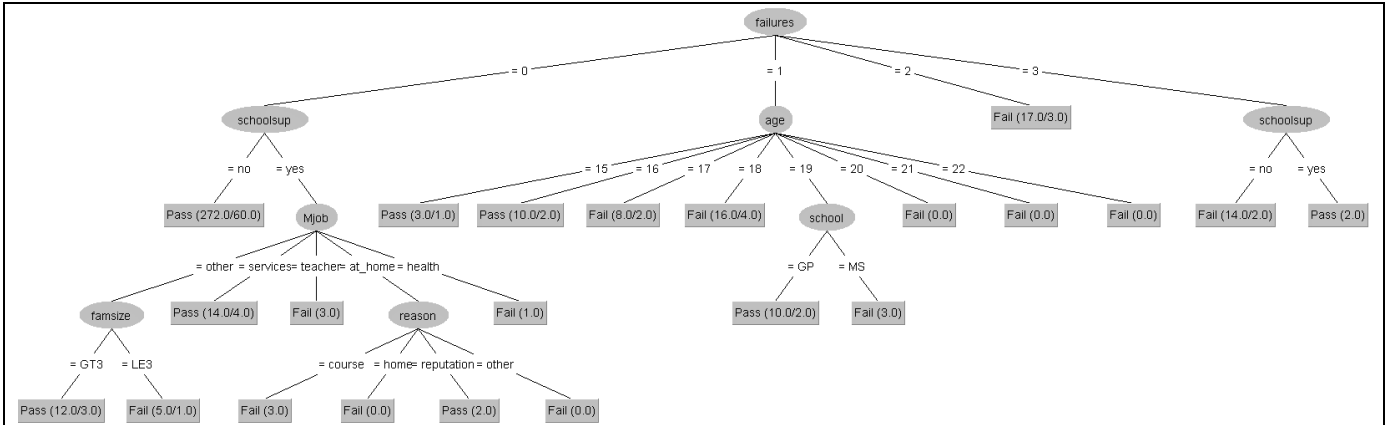 failures
= 0
= 1
= 2
= 3
schoolsup
age
Fail (17.0/3.0)
schoolsup
= no
= yes
= 15
= 16
= 17
= 18
= 19
= 20
= 21
= 22
= no
= yes
Pass (272.0/60.0)
Mjob
Pass (3.0/1.0)
Pass (10.0/2.0)
Fail (8.0/2.0)
Fail (16.0/4.0)
school
Fail (0.0)
Fail (0.0)
Fail (0.0)
Fail (14.0/2.0)
Pass (2.0)
= other
= services
= teacher
= at_home
= health
= GP
= MS
famsize
Pass (14.0/4.0)
Fail (3.0)
reason
Fail (1.0)
Pass (10.0/2.0)
Fail (3.0)
= GT3
= LE3
= course
= home
= reputation
= other
Pass (12.0/3.0)
Fail (5.0/1.0)
Fail (3.0)
Fail (0.0)
Pass (2.0)
Fail (0.0)